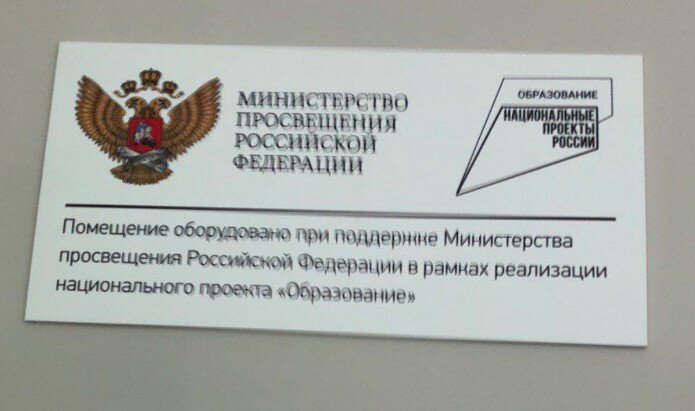 МИНИСТЕРСТВО
ПРОСВЕЩЕНИЯ
РОССИЙСКОЙ
ФЕДЕРАЦИИ
ОБРАЗОВАНИЕ
НАЦИОНАЛЬНЫЕ
ПРОЕКТЫ
РОССИИ
Помещение оборудовано при поддержке Министерства
просвещения Российской Федерации в рамках реализации
национального проекта «Образование»